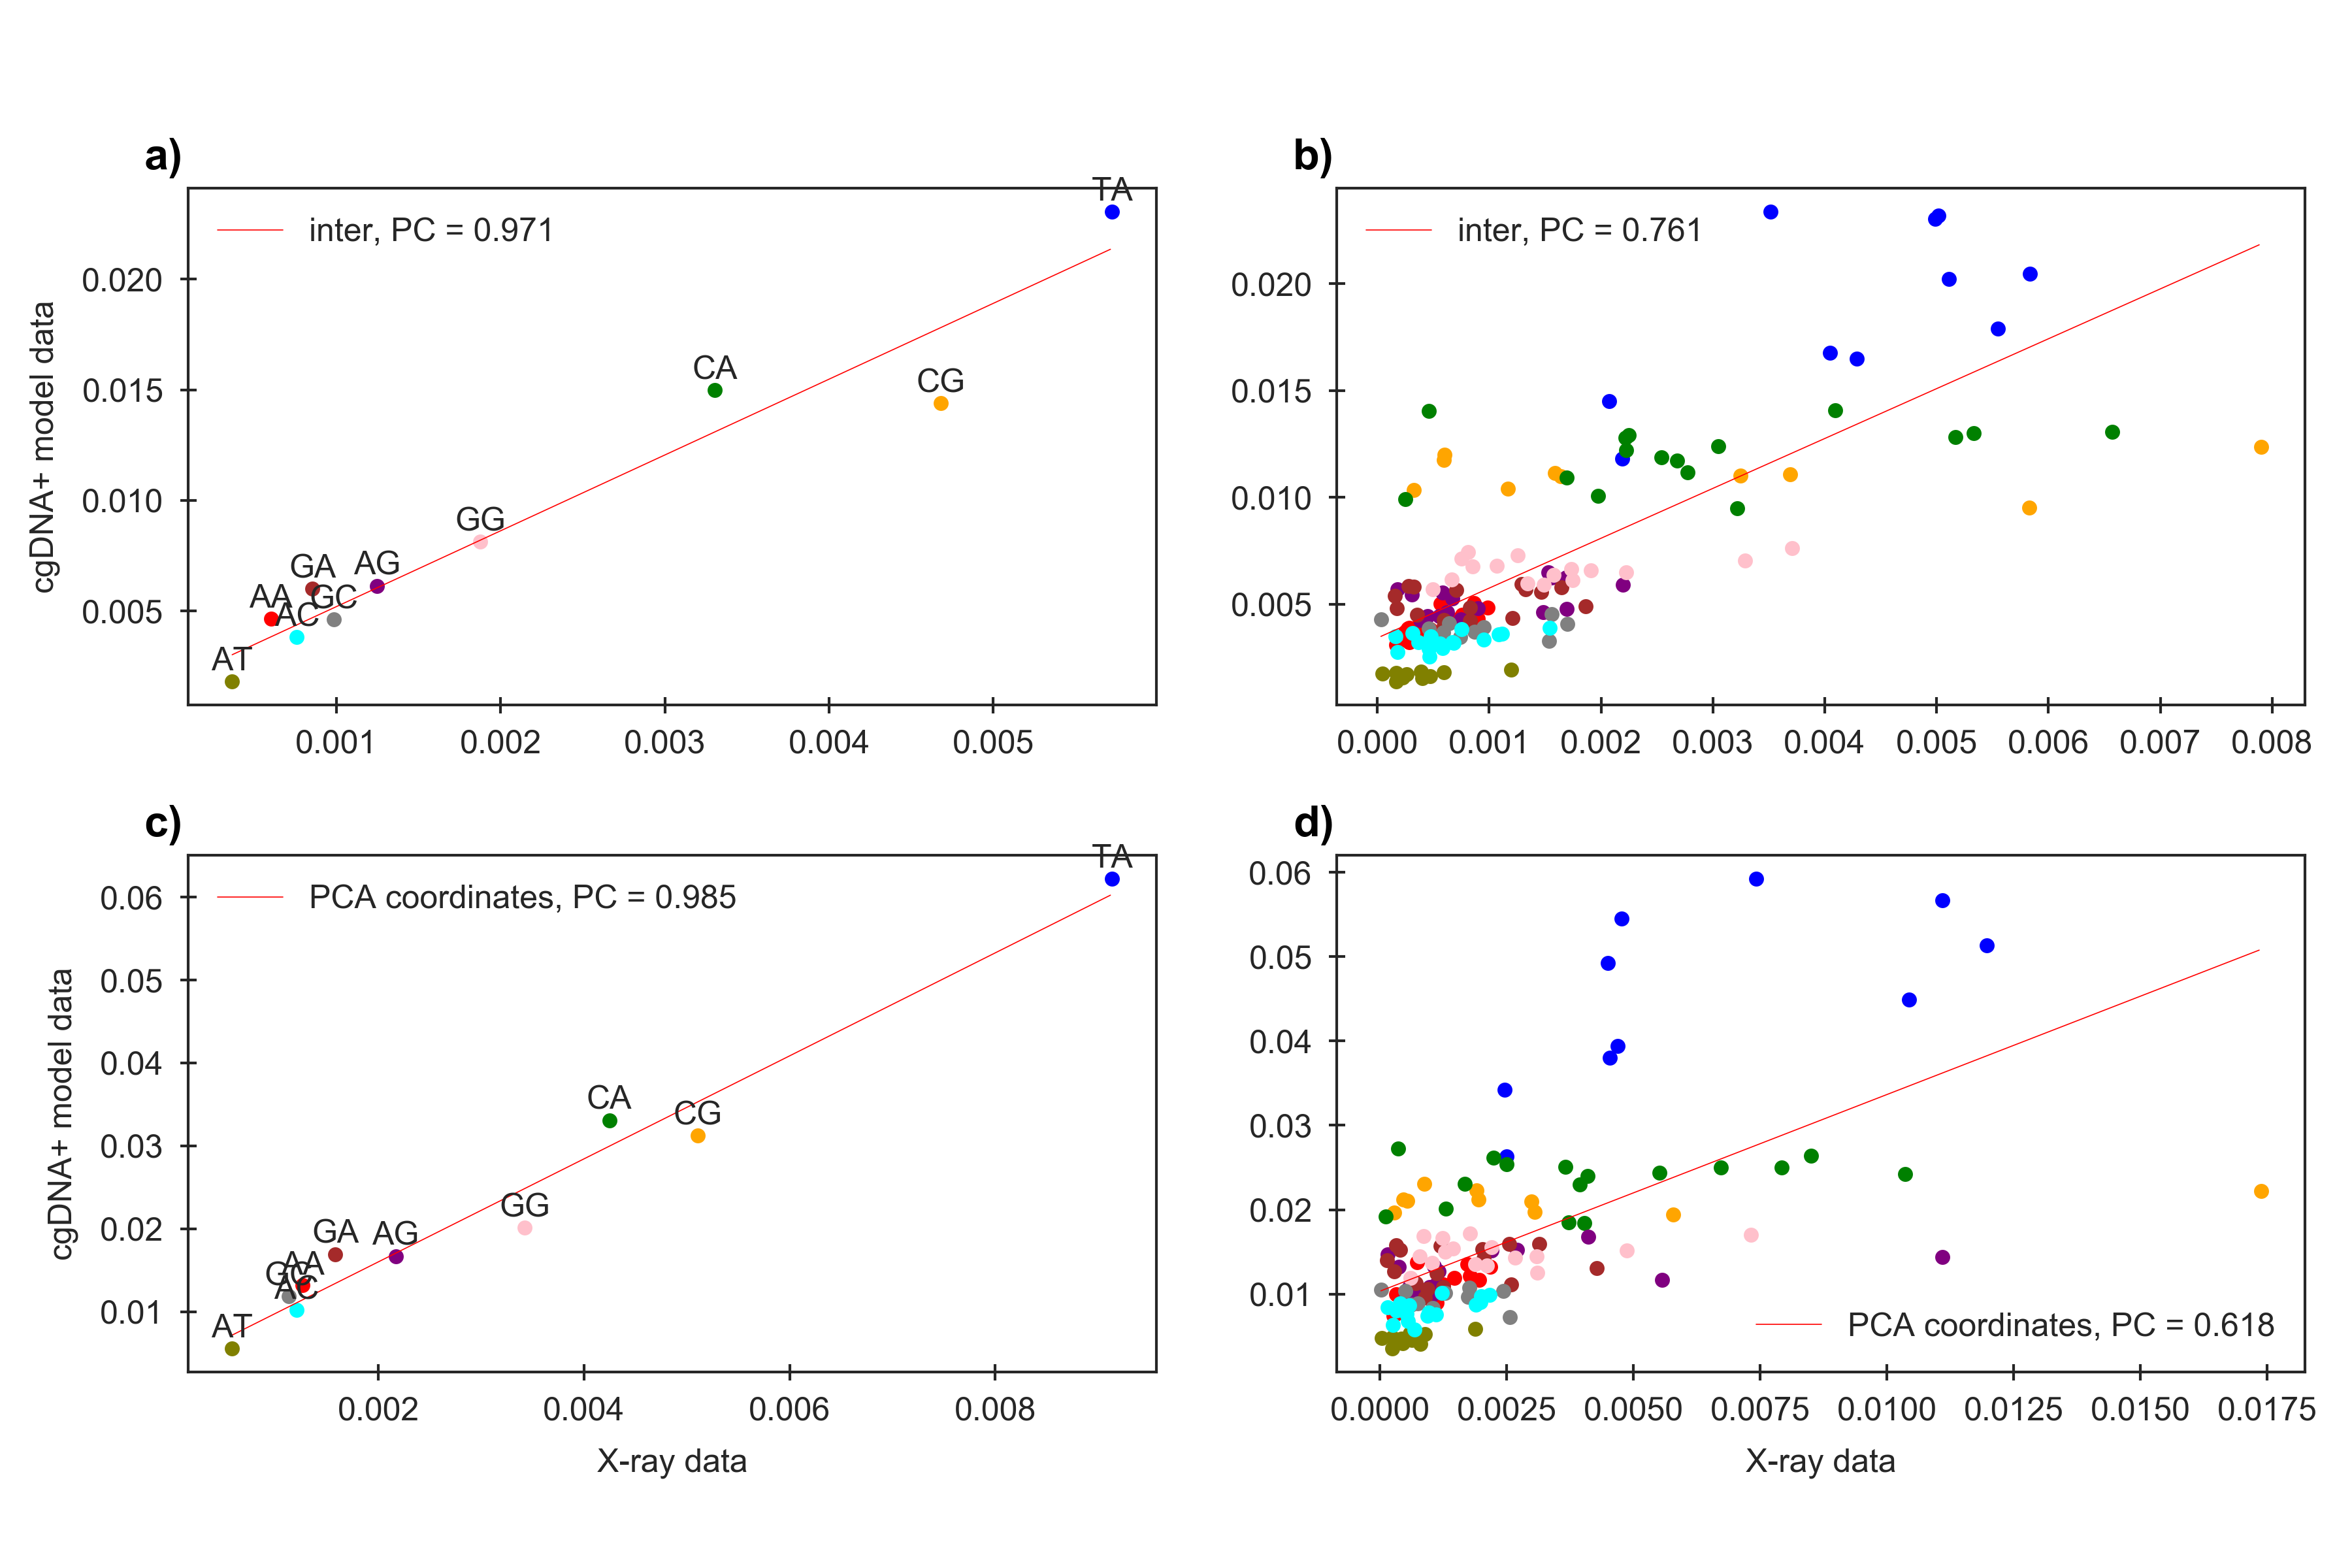 a)
inter, PC = 0.971
TA
CA
CG
GG
GA
AG
AA
GC
AC
AT
0.020
0.015
0.010
0.005
cgDNA+ model data
0.001 0.002 0.003 0.004 0.005
b)
inter, PC = 0.761
0.020
0.015
0.010
0.005
0.000 0.001 0.002 0.003 0.004 0.005 0.006 0.007 0.008
c)
PCA coordinates, PC = 0.985
TA
CA
CG
GG
GA
AG
AA
GC
AC
AT
0.06
0.05
0.04
0.03
0.02
0.01
cgDNA+ model data
0.002 0.004 0.006 0.008
X-ray data
d)
0.06
0.05
0.04
0.03
0.02
0.01
PCA coordinates, PC = 0.618
0.0000 0.0025 0.0050 0.0075 0.0100 0.0125 0.0150 0.0175
X-ray data